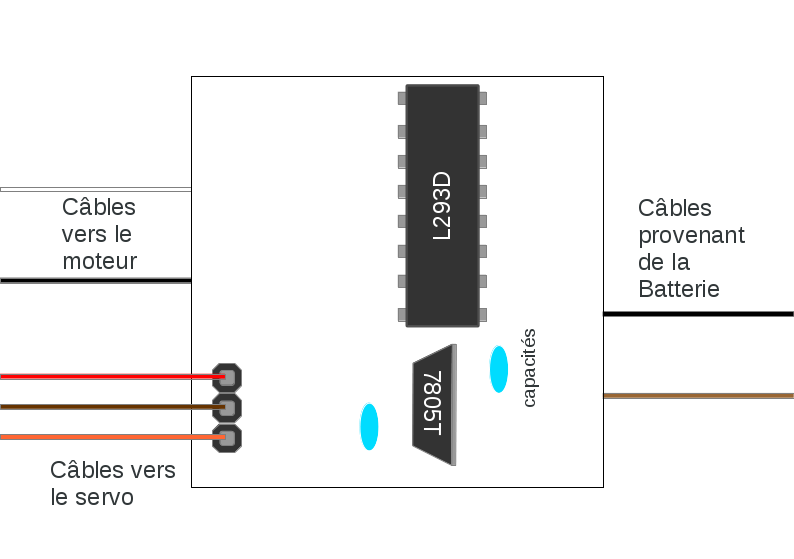 Câbles
vers le
moteur
L293D
Câbles
provenant
de la
Batterie
capacités
7805T
Câbles vers
le servo